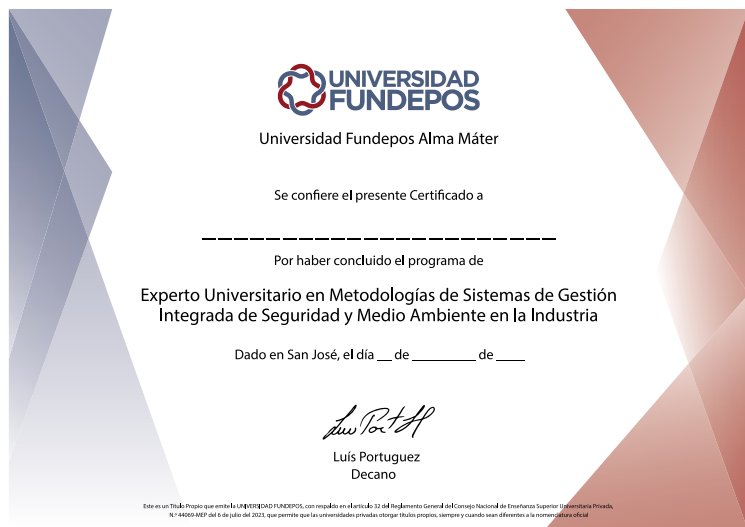 UNIVERSIDAD
FUNDEPOS
Universidad Fundepos Alma Máter
Se confiere el presente Certificado a
_ _ _ _ _ _ _ _ _ _ _ _ _ _ _ _ _ _ _ _ _ _
Por haber concluido el programa de
Experto Universitario en Metodologías de Sistemas de Gestión
Integrada de Seguridad y Medio Ambiente en la Industria
Dado en San José, el día __ de _________ de ____
Luís Portuguez
Decano
Este es un Título Propio que emite la UNIVERSIDAD FUNDEPOS, con respaldo en el artículo 32 del Reglamento General del Consejo Nacional de Enseñanza Superior Universitaria Privada,
N.º 44069-MEP del 6 de julio del 2023, que permite que las universidades privadas otorgar títulos propios, siempre y cuando sean diferentes a la nomenclatura oficial